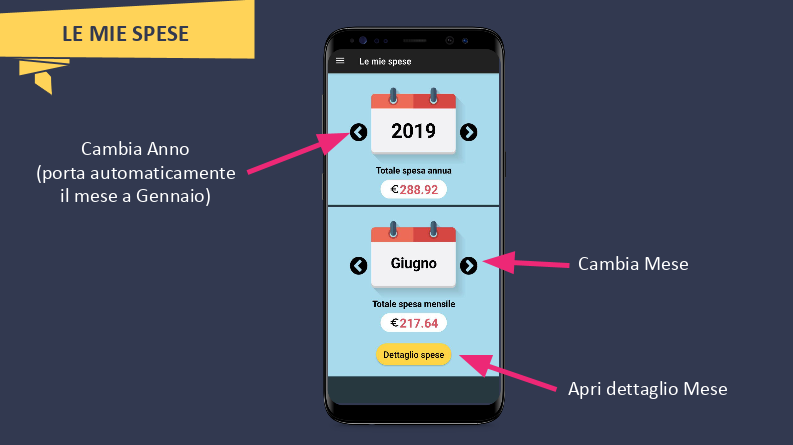 LE MIE SPESE
Le mie spese
2019
Totale spesa annua
€288.92
Cambia Anno
(porta automaticamente
il mese a Gennaio)
Giugno
Cambia Mese
Totale spesa mensile
€217.64
Dettaglio spese
Apri dettaglio Mese